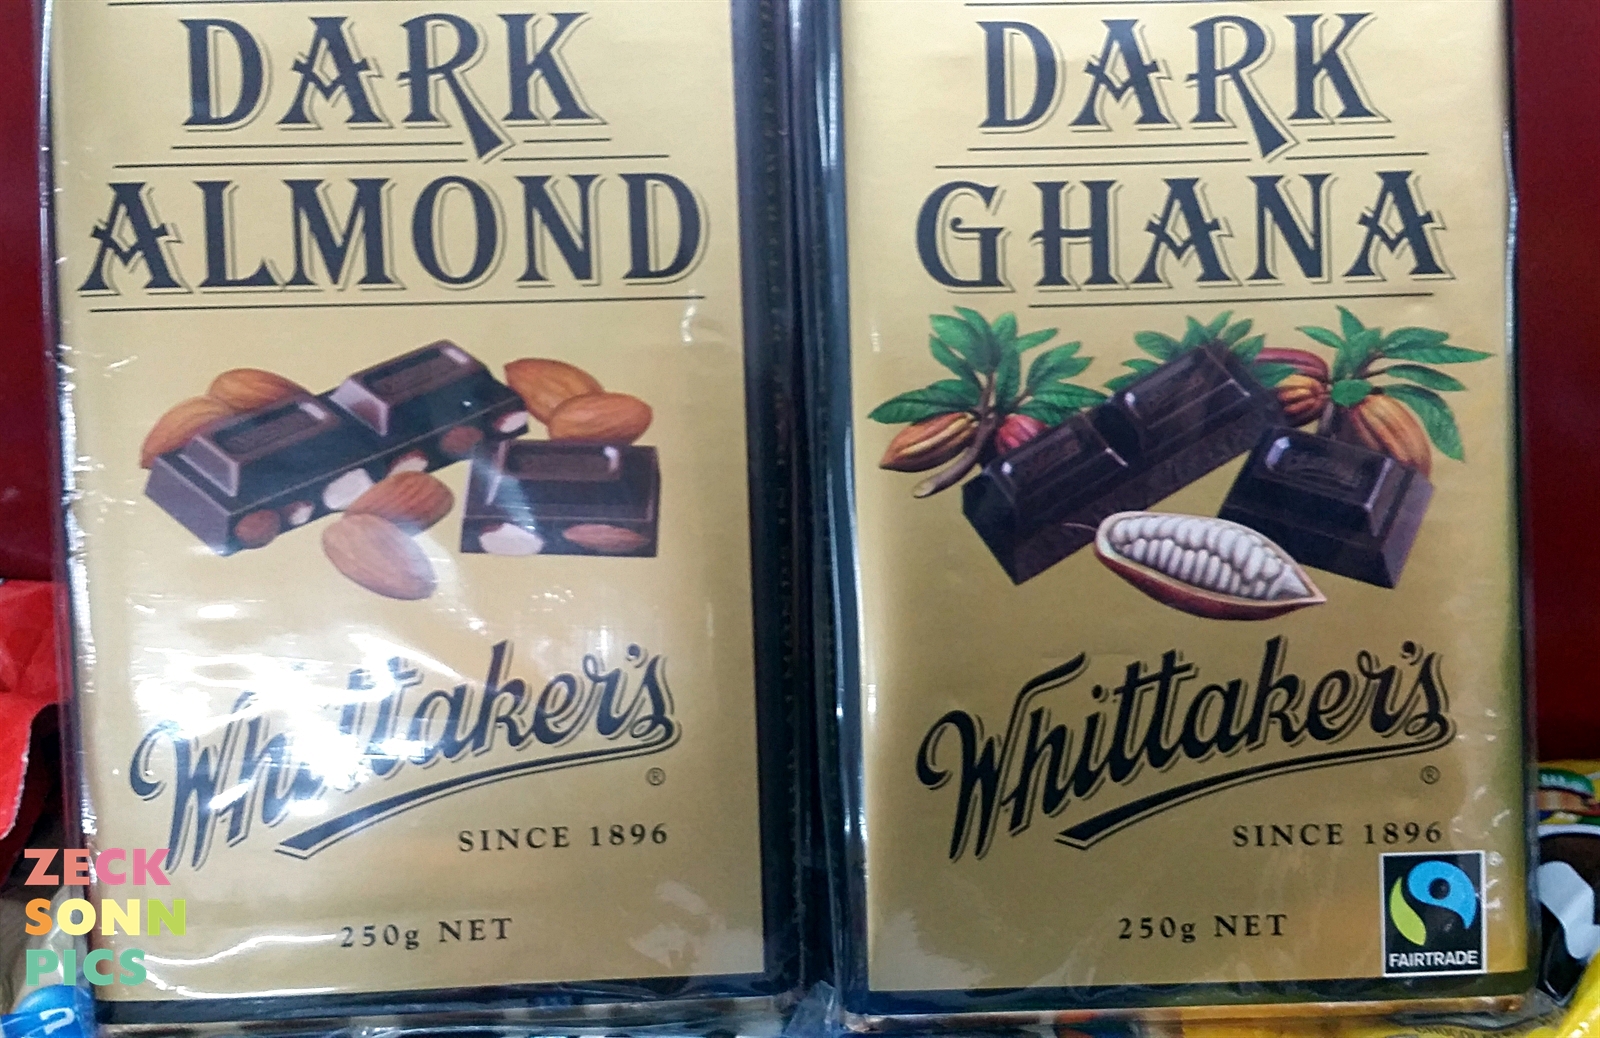 DARK
ALMOND
Whittaker's
®
SINCE 1896
250g NET
DARK
GHANA
Whittaker's
®
SINCE 1896
250g NET
FAIRTRADE
®
ZECK
SONN
PICS